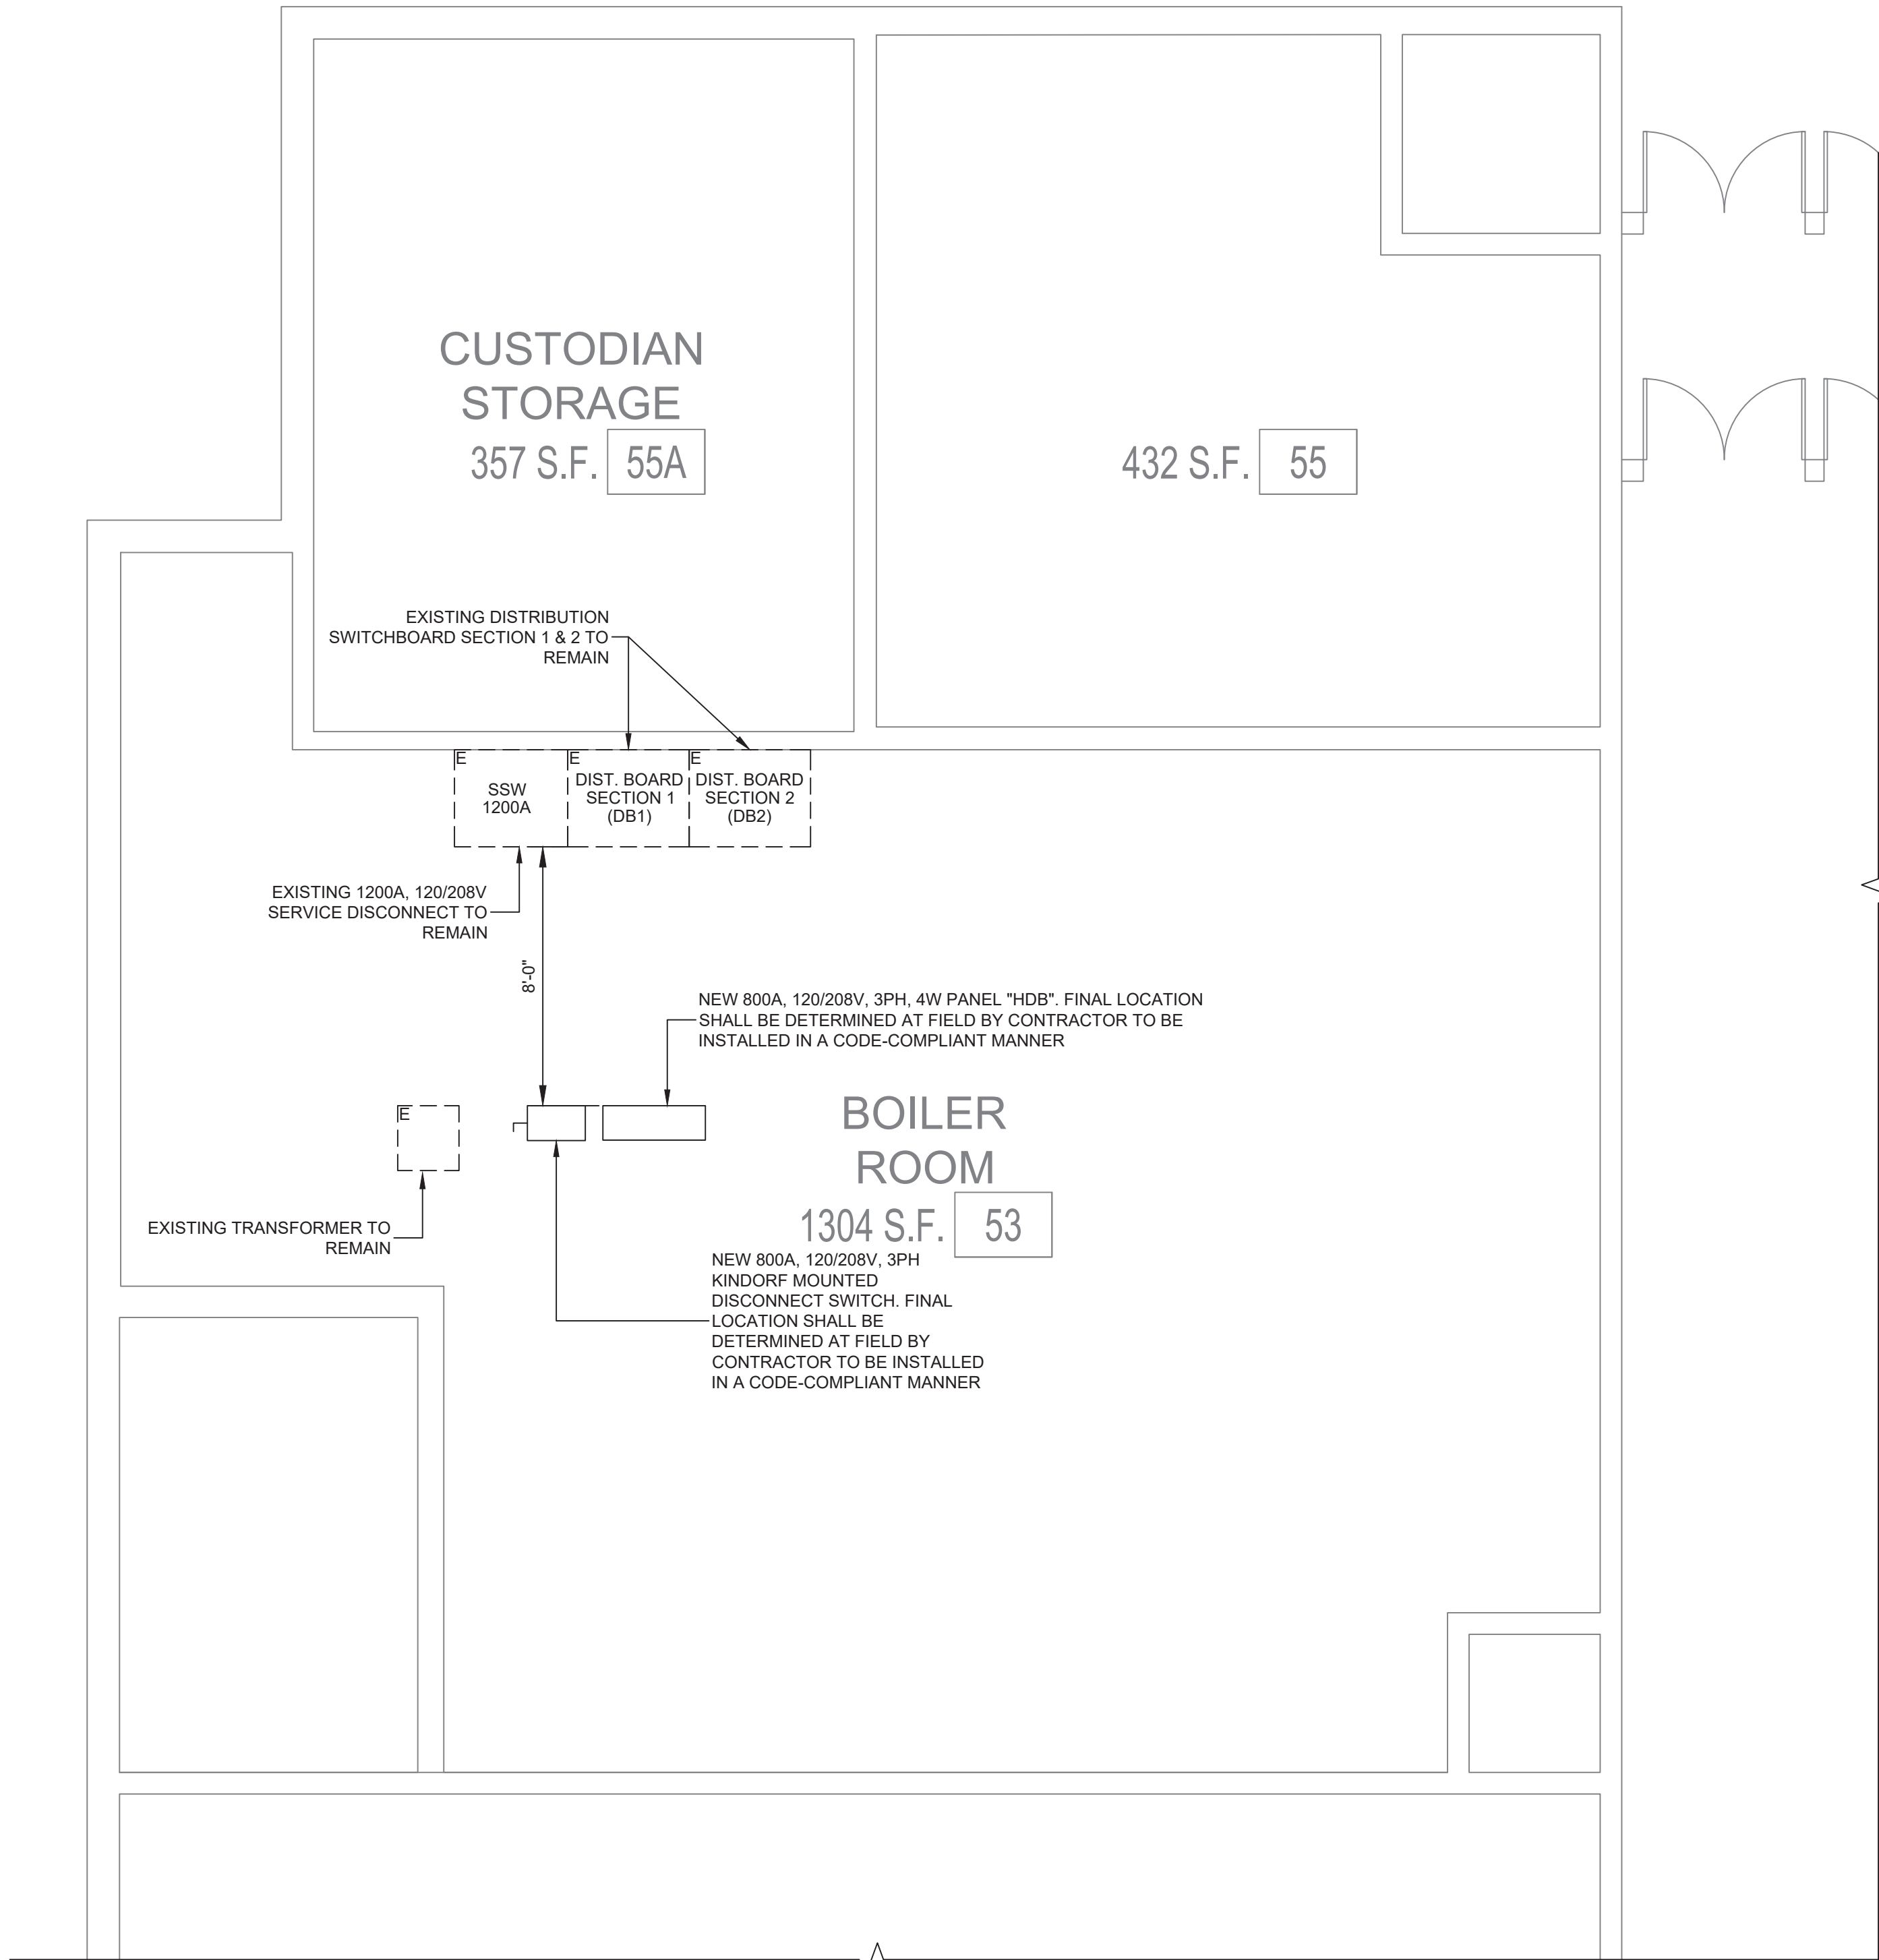 CUSTODIAN
STORAGE
357 S.F. 55A
432 S.F. 55
EXISTING DISTRIBUTION
SWITCHBOARD SECTION 1 & 2 TO
REMAIN
E
SSW
1200A
E
DIST. BOARD
SECTION 1
(DB1)
E
DIST. BOARD
SECTION 2
(DB2)
EXISTING 1200A, 120/208V
SERVICE DISCONNECT TO
REMAIN
8'-0"
NEW 800A, 120/208V, 3PH, 4W PANEL "HDB". FINAL LOCATION
SHALL BE DETERMINED AT FIELD BY CONTRACTOR TO BE
INSTALLED IN A CODE-COMPLIANT MANNER
E
BOILER
ROOM
1304 S.F. 53
EXISTING TRANSFORMER TO
REMAIN
NEW 800A, 120/208V, 3PH
KINDORF MOUNTED
DISCONNECT SWITCH. FINAL
LOCATION SHALL BE
DETERMINED AT FIELD BY
CONTRACTOR TO BE INSTALLED
IN A CODE-COMPLIANT MANNER